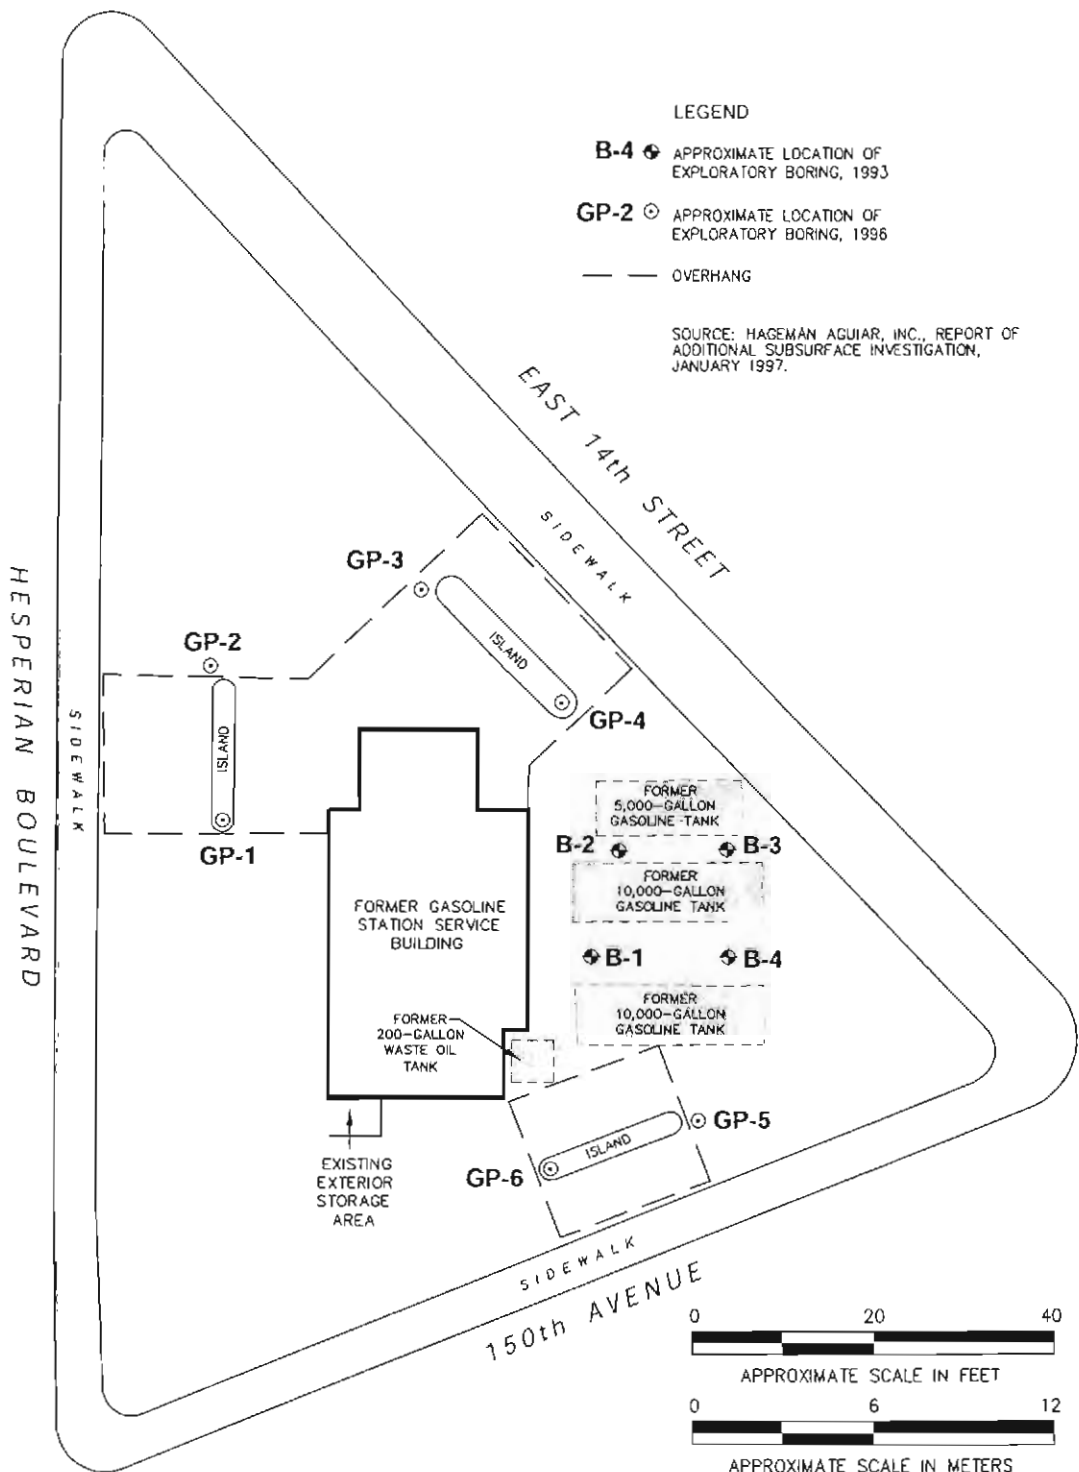 LEGEND
B-4 APPROXIMATE LOCATION OF
EXPLORATORY BORING, 1993
GP-2 APPROXIMATE LOCATION OF
EXPLORATORY BORING, 1996
OVERHANG
SOURCE: HAGEMAN AGUIAR, INC., REPORT OF
ADDITIONAL SUBSURFACE INVESTIGATION,
JANUARY 1997.
EAST 14th STREET
SIDEWALK
GP-3
GP-2
ISLAND
GP-4
HESPERIAN BOULEVARD
SIDEWALK
ISLAND
GP-1
FORMER
5,000-GALLON
GASOLINE TANK
B-2
B-3
FORMER
10,000-GALLON
GASOLINE TANK
FORMER GASOLINE
STATION SERVICE
BUILDING
B-1
B-4
FORMER
10,000-GALLON
GASOLINE TANK
FORMER
200-GALLON
WASTE OIL
TANK
GP-5
ISLAND
GP-6
EXISTING
EXTERIOR
STORAGE
AREA
SIDEWALK
150th AVENUE
0 20 40
APPROXIMATE SCALE IN FEET
0 6 12
APPROXIMATE SCALE IN METERS